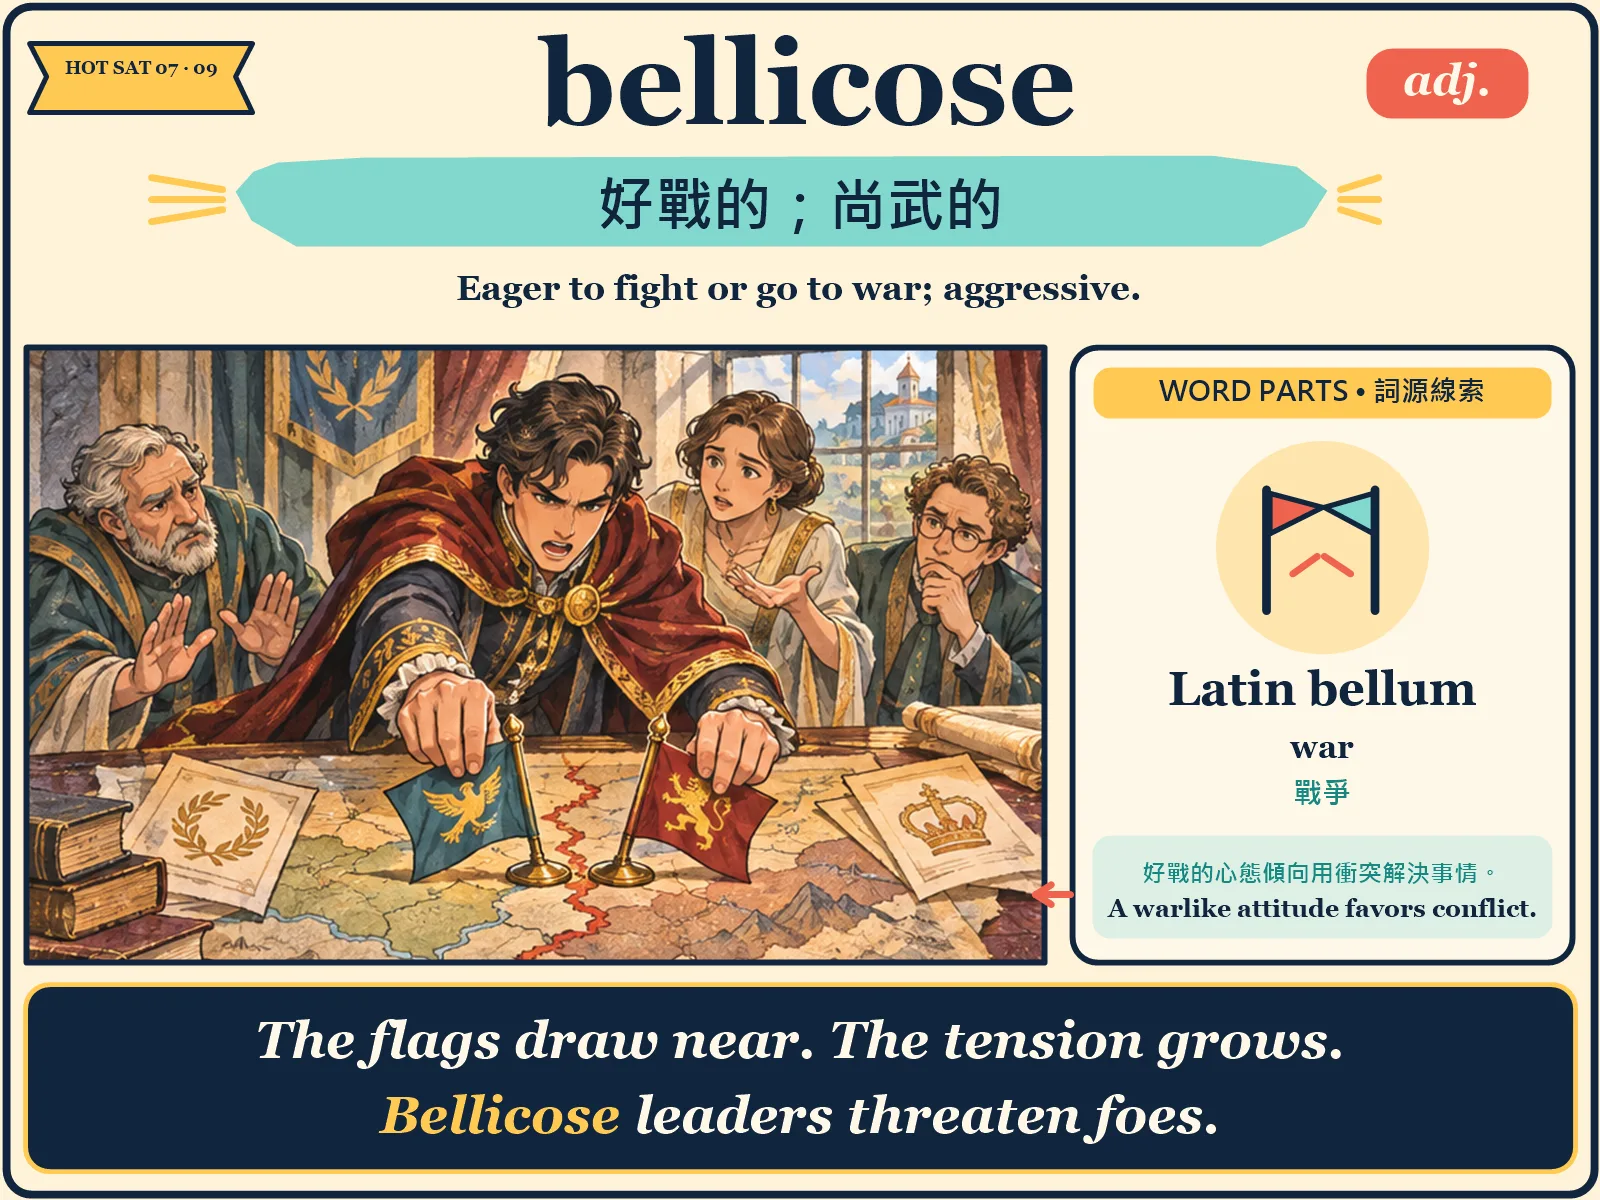 HOT SAT 07 · 09
bellicose
adj.
好戰的；尚武的
Eager to fight or go to war; aggressive.
WORD PARTS • 詞源線索
Latin bellum
war
戰爭
好戰的心態傾向用衝突解決事情。
A warlike attitude favors conflict.
The flags draw near. The tension grows.
Bellicose leaders threaten foes.